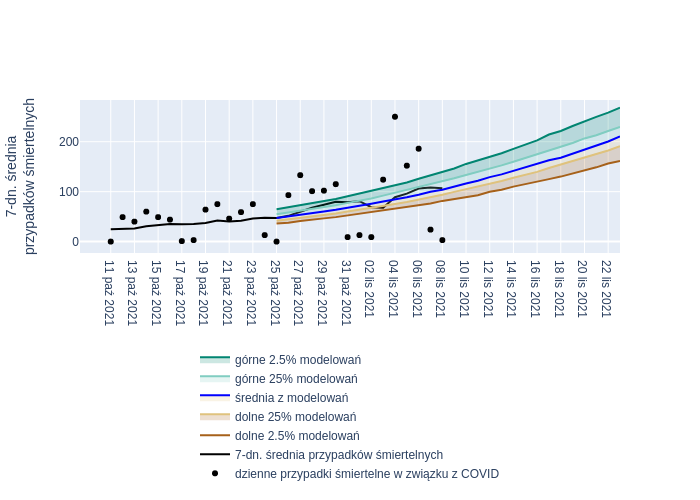 7-dn. średnia
przypadków śmiertelnych
200
100
0
11 paź 2021
13 paź 2021
15 paź 2021
17 paź 2021
19 paź 2021
21 paź 2021
23 paź 2021
25 paź 2021
27 paź 2021
29 paź 2021
31 paź 2021
02 lis 2021
04 lis 2021
06 lis 2021
08 lis 2021
10 lis 2021
12 lis 2021
14 lis 2021
16 lis 2021
18 lis 2021
20 lis 2021
22 lis 2021
górne 2.5% modelowań
górne 25% modelowań
średnia z modelowań
dolne 25% modelowań
dolne 2.5% modelowań
7-dn. średnia przypadków śmiertelnych
dzienne przypadki śmiertelne w związku z COVID